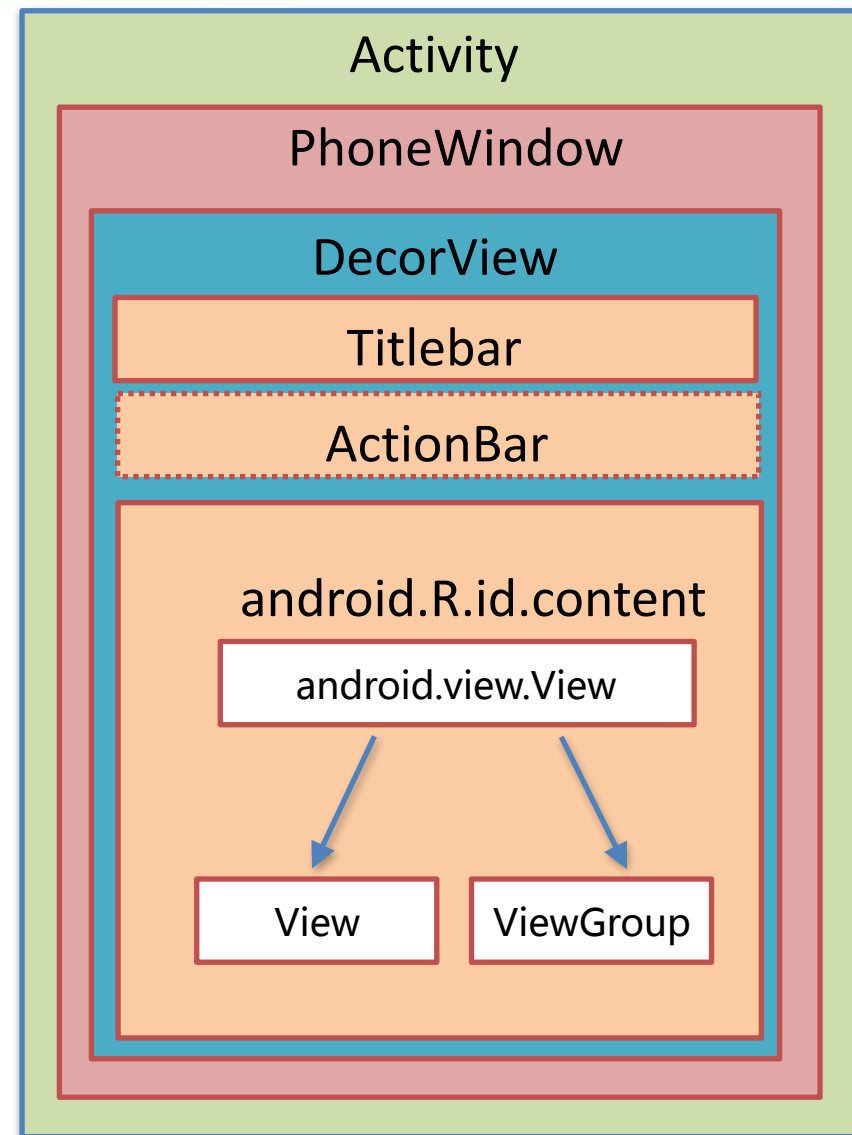 Activity
PhoneWindow
DecorView
Titlebar
ActionBar
android.R.id.content
android.view.View
View
ViewGroup